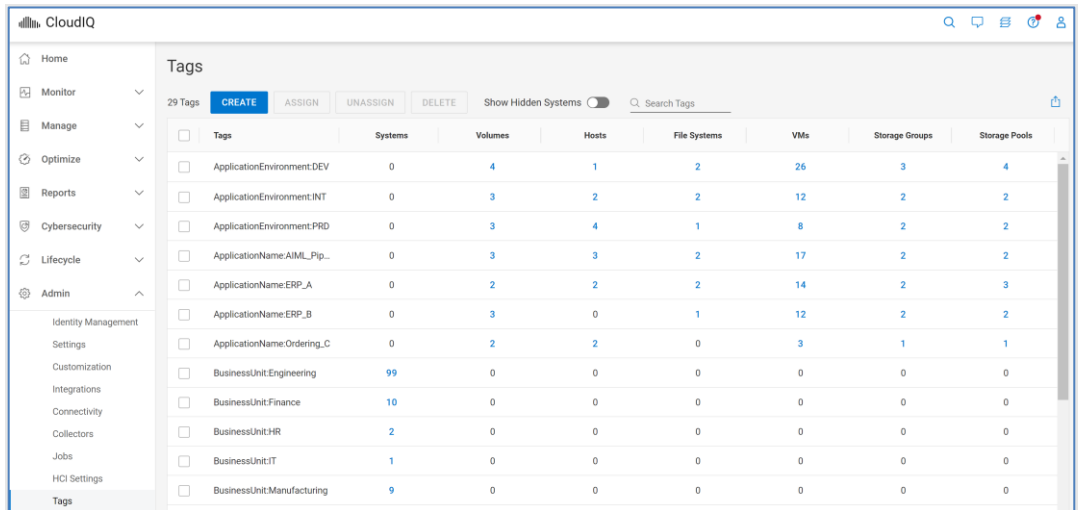 CloudIQ
Home
Monitor
Manage
Optimize
Reports
Cybersecurity
Lifecycle
Admin
Identity Management
Settings
Customization
Integrations
Connectivity
Collectors
Jobs
HCI Settings
Tags
Tags
29 Tags CREATE ASSIGN UNASSIGN DELETE Show Hidden Systems Search Tags
Tags Systems Volumes Hosts File Systems VMs Storage Groups Storage Pools
ApplicationEnvironment:DEV 0 4 1 2 26 3 4
ApplicationEnvironment:INT 0 3 2 2 12 2 2
ApplicationEnvironment:PRD 0 3 4 1 8 2 2
ApplicationName:AIML_Pip... 0 3 3 2 17 2 2
ApplicationName:ERP_A 0 2 2 2 14 2 3
ApplicationName:ERP_B 0 3 0 1 12 2 2
ApplicationName:Ordering_C 0 2 2 0 3 1 1
BusinessUnit:Engineering 99 0 0 0 0 0 0
BusinessUnit:Finance 10 0 0 0 0 0 0
BusinessUnit:HR 2 0 0 0 0 0 0
BusinessUnit:IT 1 0 0 0 0 0 0
BusinessUnit:Manufacturing 9 0 0 0 0 0 0